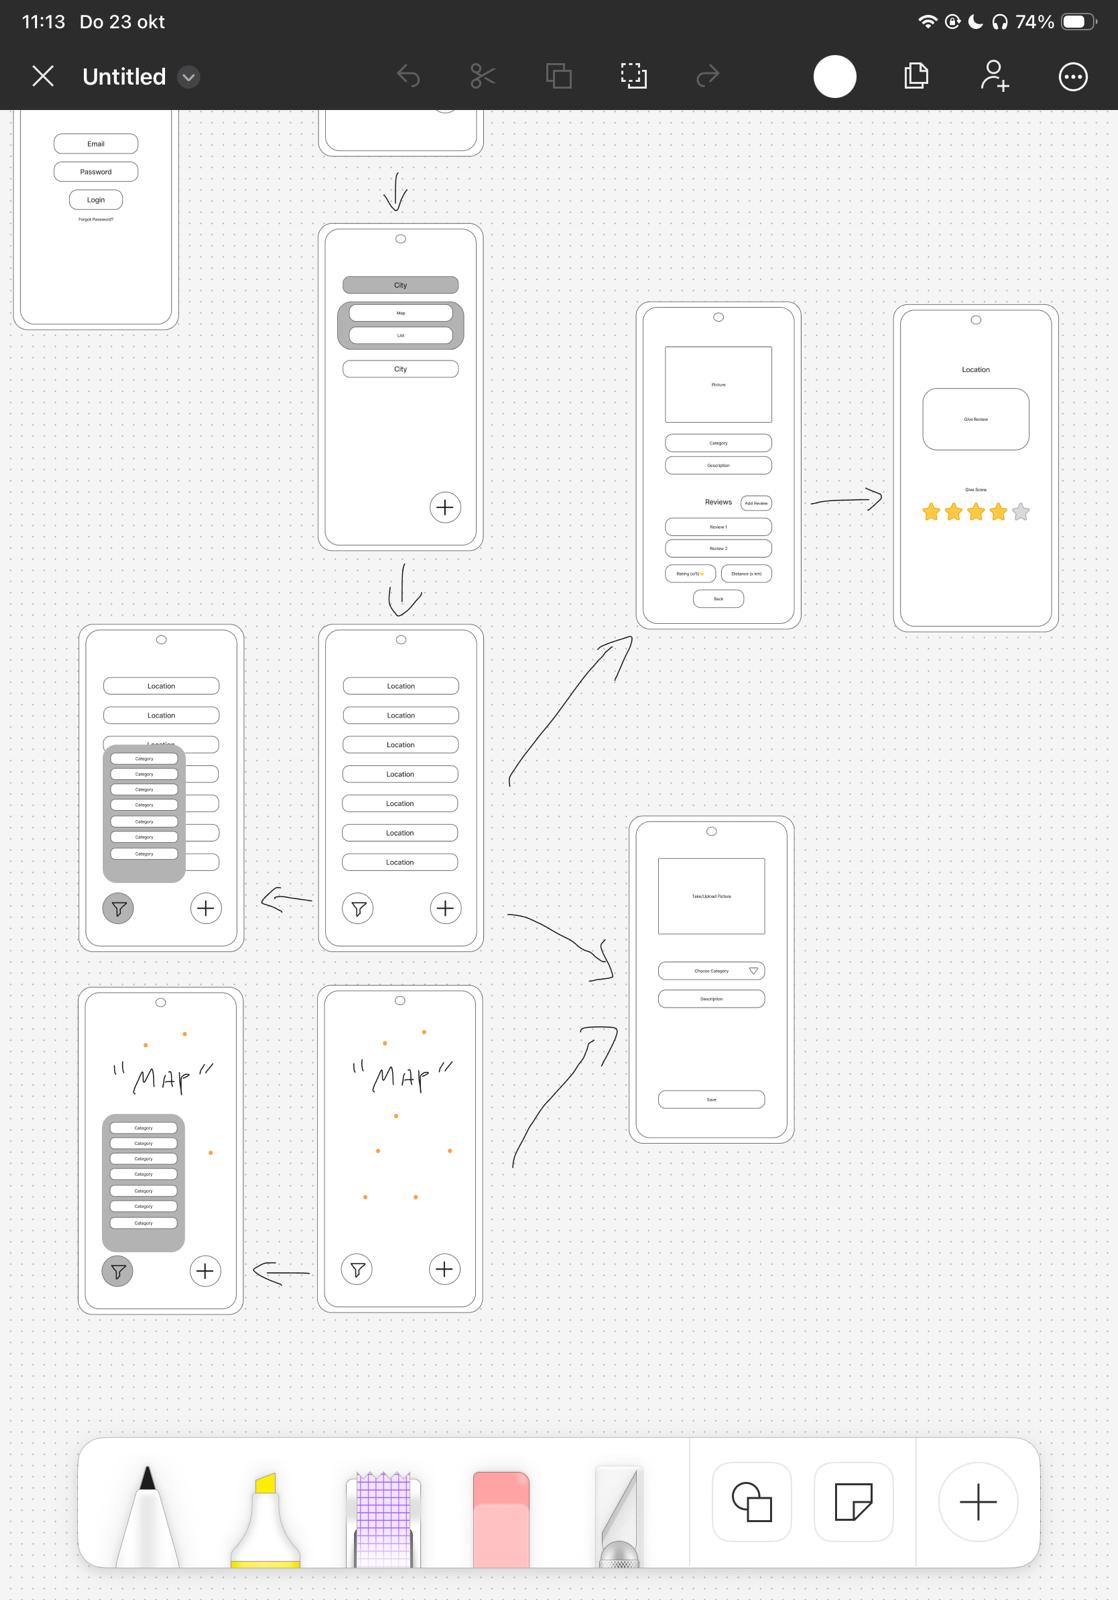 11:13 Do 23 okt
74%
Untitled
Email
Password
Login
Forgot Password?
City
Map
List
City
Picture
Category
Description
Reviews
Add Review
Review 1
Review 2
Rating (x/5)⭐
Distance (x km)
Back
Location
Give Review
Give Score
Location
Location
Location
Category
Category
Category
Category
Category
Category
Category
Location
Location
Location
Location
Location
Location
Location
Take/Upload Picture
Choose Category
Description
Save
"MAP"
Category
Category
Category
Category
Category
Category
Category
"MAP"